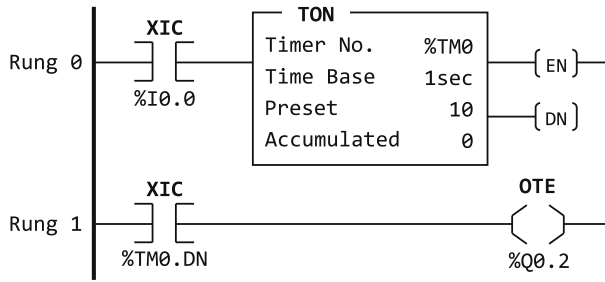 TON
XIC
Rung 0
Timer No. %TM0
Time Base 1sec
Preset 10
Accumulated 0
EN
DN
%I0.0
XIC
OTE
Rung 1
%TM0.DN
%Q0.2